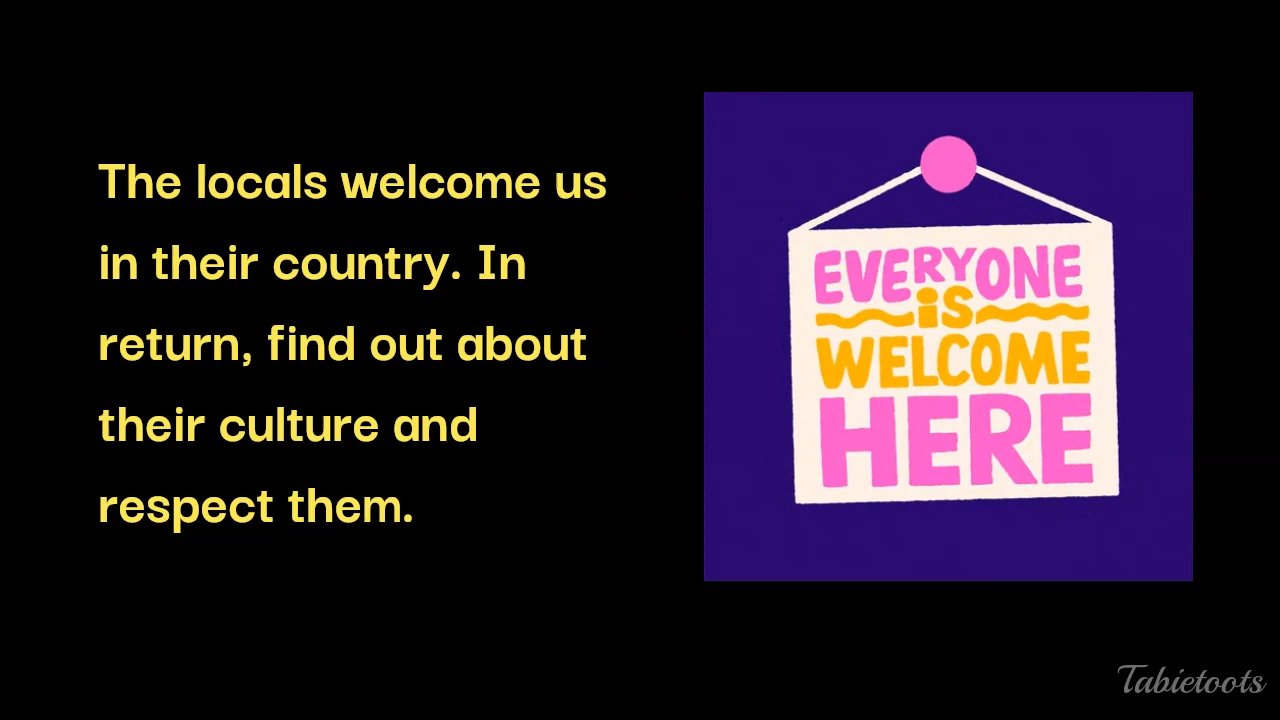 The locals welcome us
in their country. In
return, find out about
their culture and
respect them.
EVERYONE
iS
WELCOME
HERE
Tabietoots